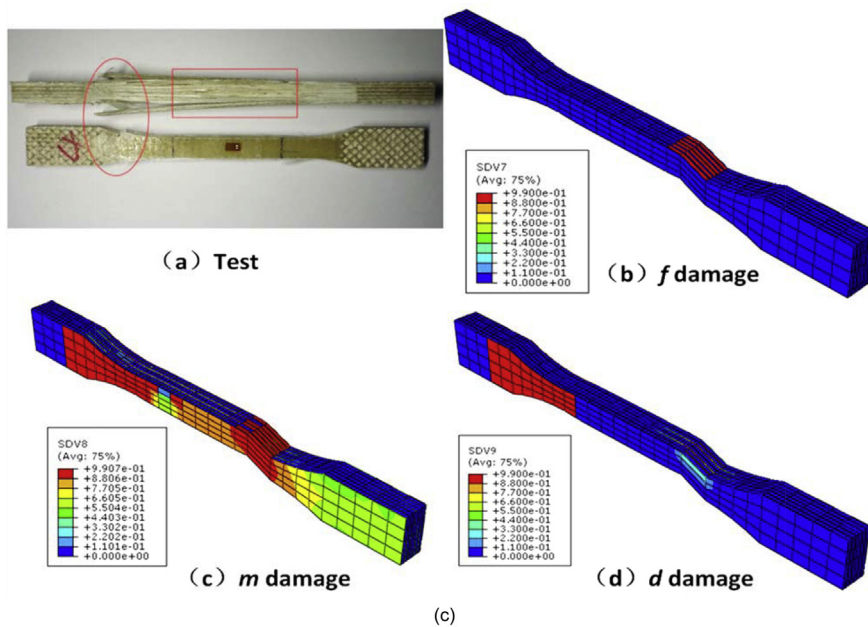 (a) Test
SDV7
(Avg: 75%)
+9.900e-01
+8.800e-01
+7.700e-01
+6.600e-01
+5.500e-01
+4.400e-01
+3.300e-01
+2.200e-01
+1.100e-01
+0.000e+00
(b) f damage
SDV8
(Avg: 75%)
+9.907e-01
+8.806e-01
+7.705e-01
+6.605e-01
+5.504e-01
+4.403e-01
+3.302e-01
+2.202e-01
+1.101e-01
+0.000e+00
(c) m damage
SDV9
(Avg: 75%)
+9.900e-01
+8.800e-01
+7.700e-01
+6.600e-01
+5.500e-01
+4.400e-01
+3.300e-01
+2.200e-01
+1.100e-01
+0.000e+00
(d) d damage
(c)